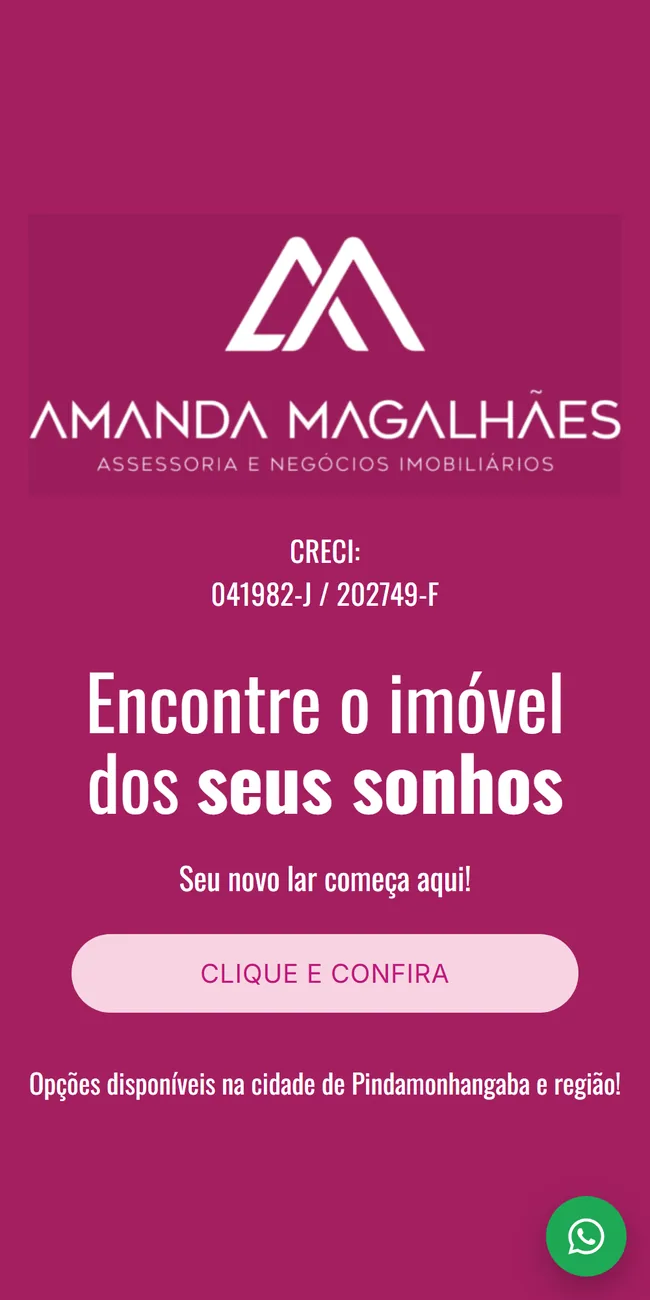 AMANDA MAGALHÃES
ASSESSORIA E NEGÓCIOS IMOBILIÁRIOS
CRECI:
041982-J / 202749-F
Encontre o imóvel
dos seus sonhos
Seu novo lar começa aqui!
CLIQUE E CONFIRA
Opções disponíveis na cidade de Pindamonhangaba e região!